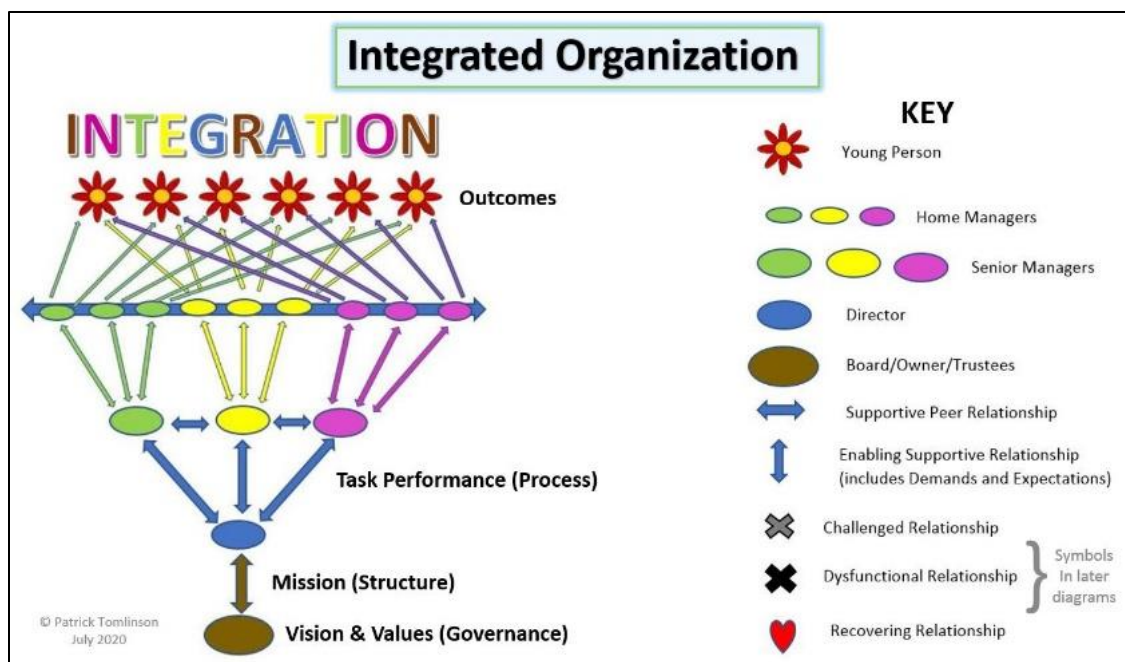 Integrated Organization
INTEGRATION
Outcomes
Task Performance (Process)
Mission (Structure)
Vision & Values (Governance)
© Patrick Tomlinson
July 2020
KEY
Young Person
Home Managers
Senior Managers
Director
Board/Owner/Trustees
Supportive Peer Relationship
Enabling Supportive Relationship
(includes Demands and Expectations)
Challenged Relationship
Dysfunctional Relationship
Recovering Relationship
Symbols
In later
diagrams